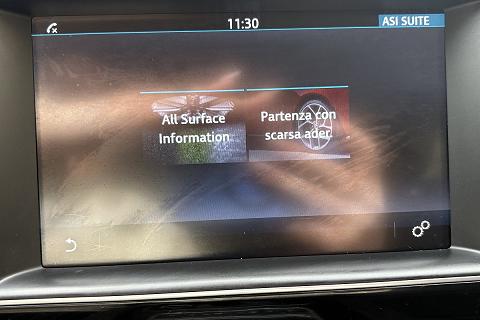 11:30
ASI SUITE
All Surface
Information
Partenza con
scarsa ader.